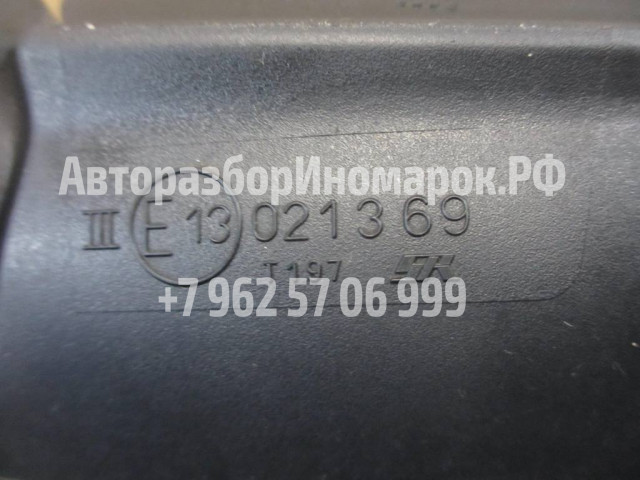 АвторазборИномарок.РФ
III E 13 021369
T197
+7 962 57 06 999